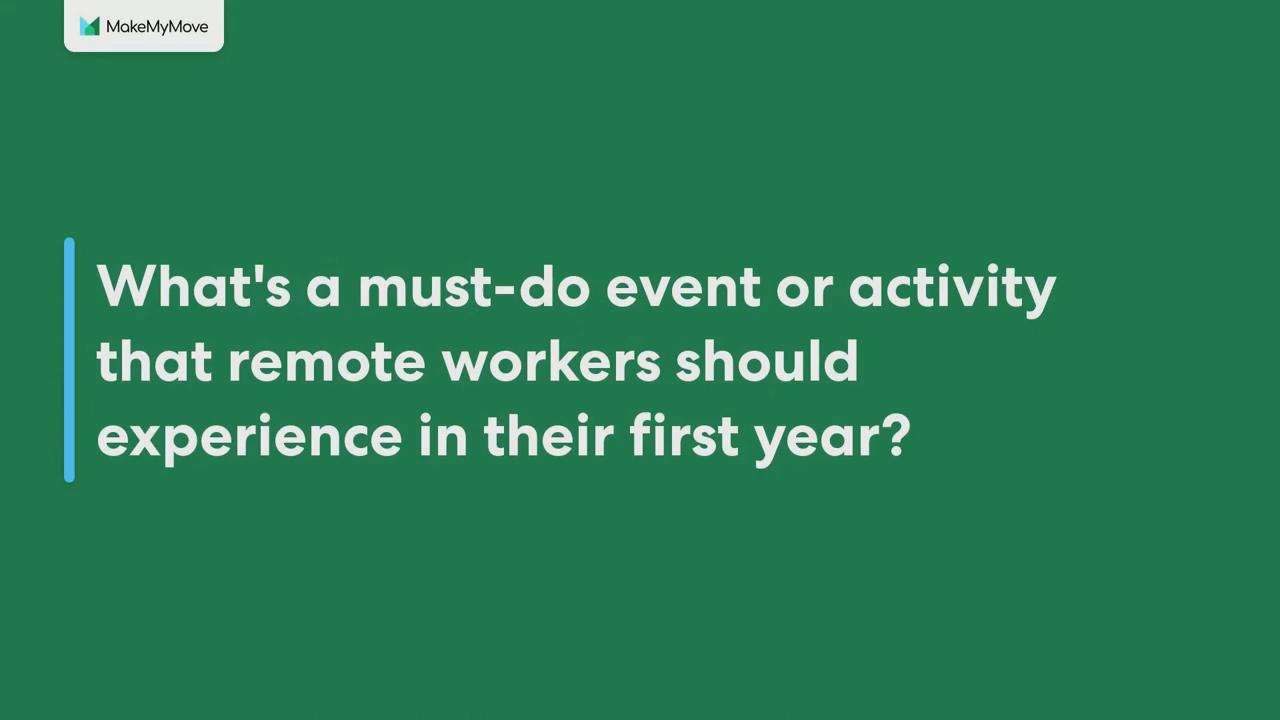 MakeMyMove
What's a must-do event or activity
that remote workers should
experience in their first year?